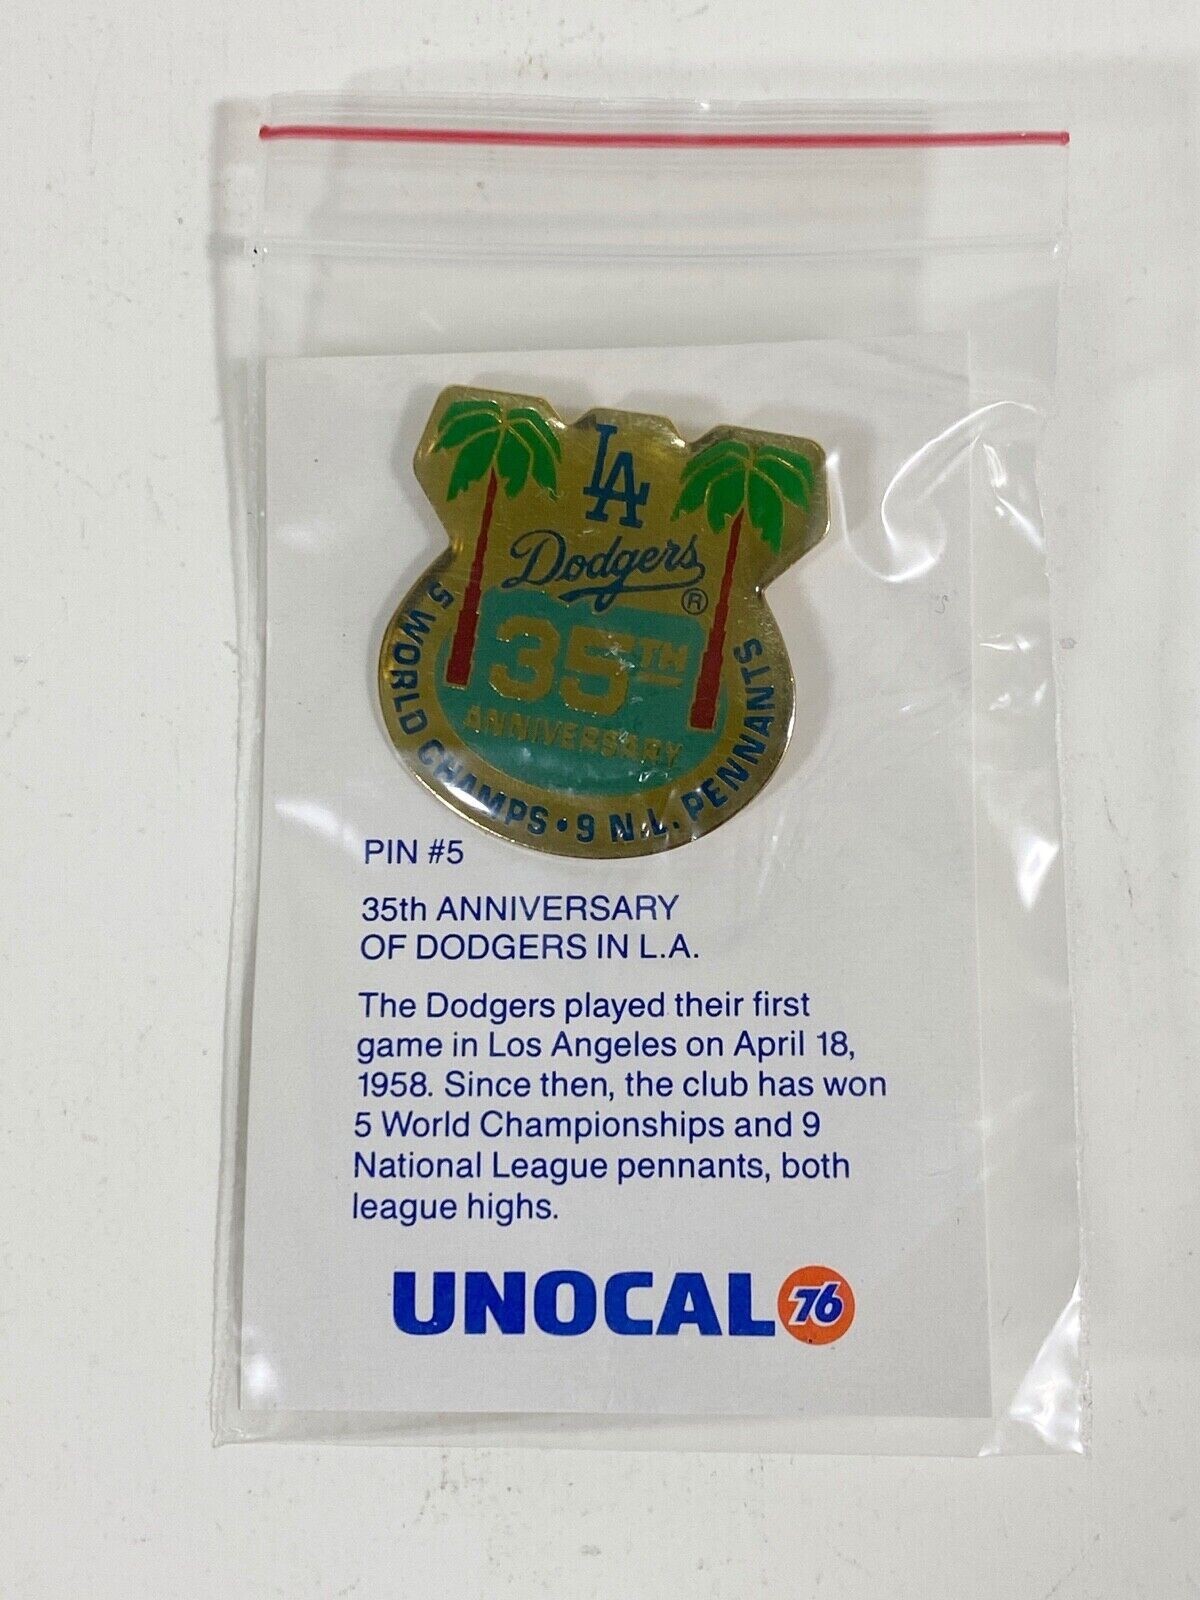 LA
Dodgers
®
35TH
ANNIVERSARY
5 WORLD CHAMPS • 9 N.L. PENNANTS
PIN #5
35th ANNIVERSARY
OF DODGERS IN L.A.
The Dodgers played their first
game in Los Angeles on April 18,
1958. Since then, the club has won
5 World Championships and 9
National League pennants, both
league highs.
UNOCAL 76